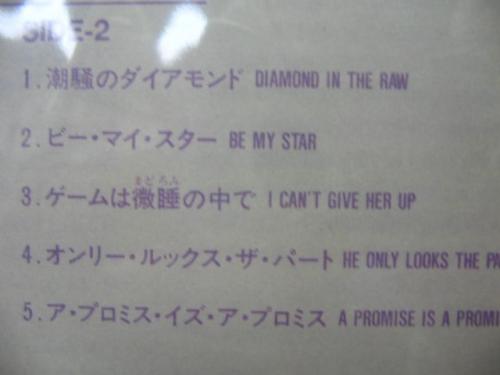 SIDE-2
1.潮騒のダイアモンド DIAMOND IN THE RAW
2.ビー・マイ・スター BE MY STAR
まどろみ
3.ゲームは微睡の中で I CAN'T GIVE HER UP
4.オンリー・ルックス・ザ・パート HE ONLY LOOKS THE PA
5.ア・プロミス・イズ・ア・プロミス A PROMISE IS A PROMI